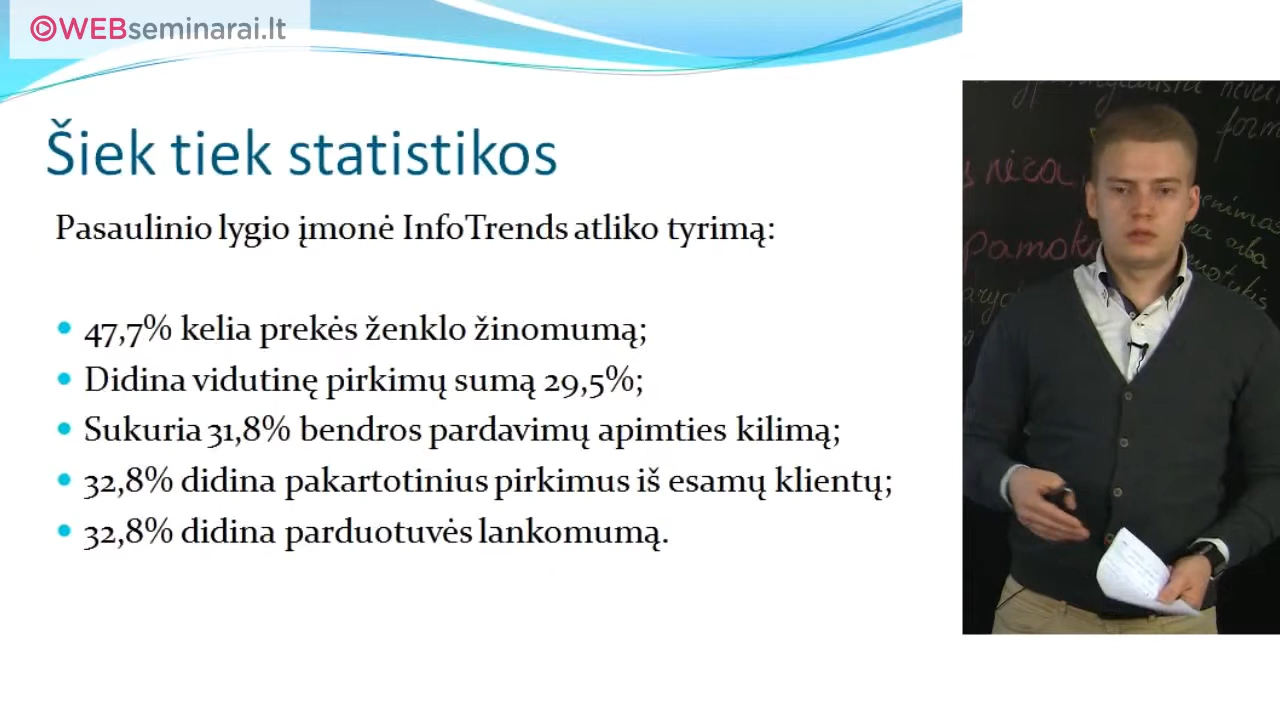 WEBseminarai.lt
Šiek tiek statistikos
Pasaulinio lygio įmonė InfoTrends atliko tyrimą:
47,7% kelia prekės ženklo žinomumą;
Didina vidutinę pirkimų sumą 29,5%;
Sukuria 31,8% bendros pardavimų apimties kilimą;
32,8% didina pakartotinius pirkimus iš esamų klientų;
32,8% didina parduotuvės lankomumą.